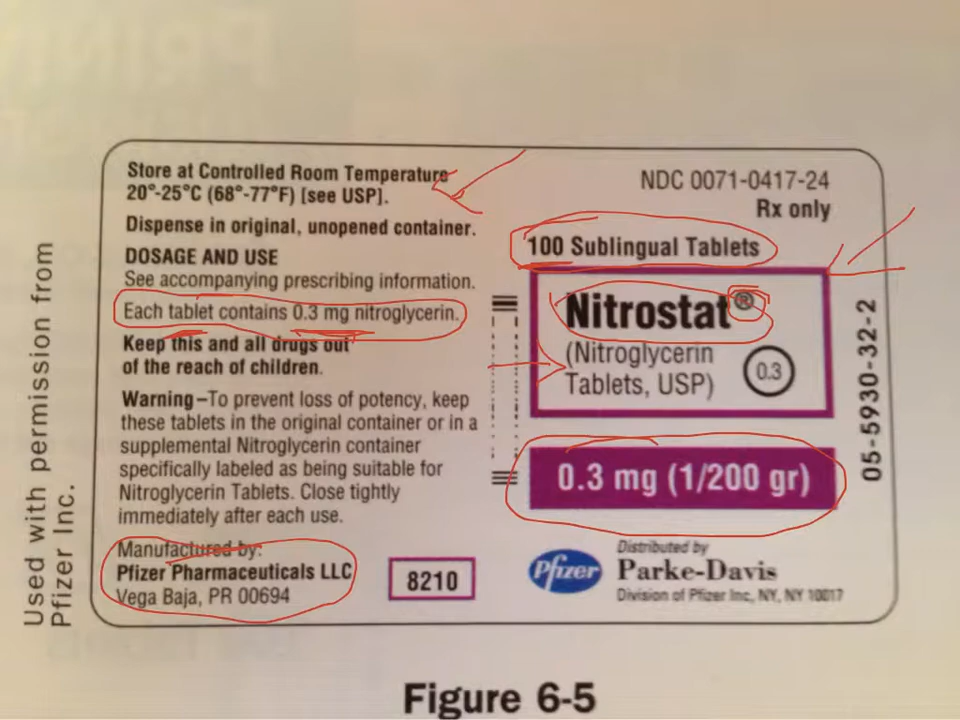 Used with permission from
Pfizer Inc.
Store at Controlled Room Temperature
20°-25°C (68°-77°F) [see USP].
Dispense in original, unopened container.
DOSAGE AND USE
See accompanying prescribing information.
Each tablet contains 0.3 mg nitroglycerin.
Keep this and all drugs out
of the reach of children.
Warning–To prevent loss of potency, keep
these tablets in the original container or in a
supplemental Nitroglycerin container
specifically labeled as being suitable for
Nitroglycerin Tablets. Close tightly
immediately after each use.
Manufactured by:
Pfizer Pharmaceuticals LLC
Vega Baja, PR 00694
8210
NDC 0071-0417-24
Rx only
100 Sublingual Tablets
Nitrostat®
(Nitroglycerin
Tablets, USP)
0.3
0.3 mg (1/200 gr)
Pfizer
Distributed by
Parke-Davis
Division of Pfizer Inc, NY, NY 10017
05-5930-32-2
Figure 6-5